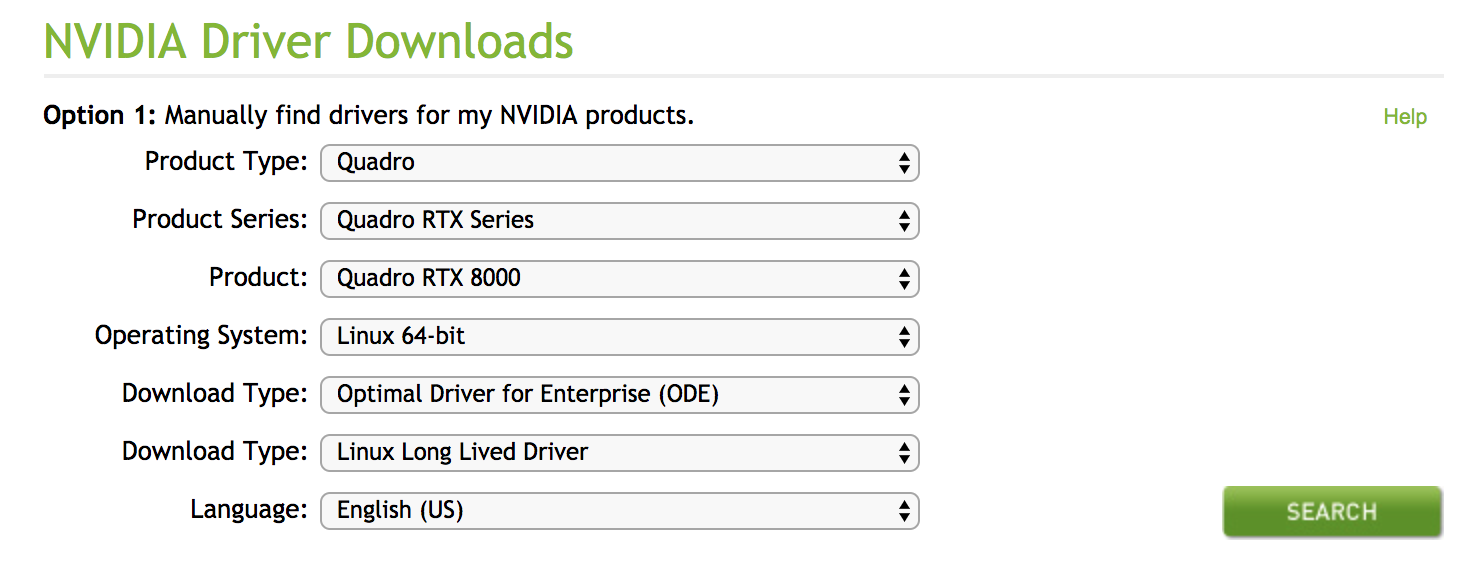 NVIDIA Driver Downloads
Option 1: Manually find drivers for my NVIDIA products. Help
Product Type: Quadro
Product Series: Quadro RTX Series
Product: Quadro RTX 8000
Operating System: Linux 64-bit
Download Type: Optimal Driver for Enterprise (ODE)
Download Type: Linux Long Lived Driver
Language: English (US)
SEARCH